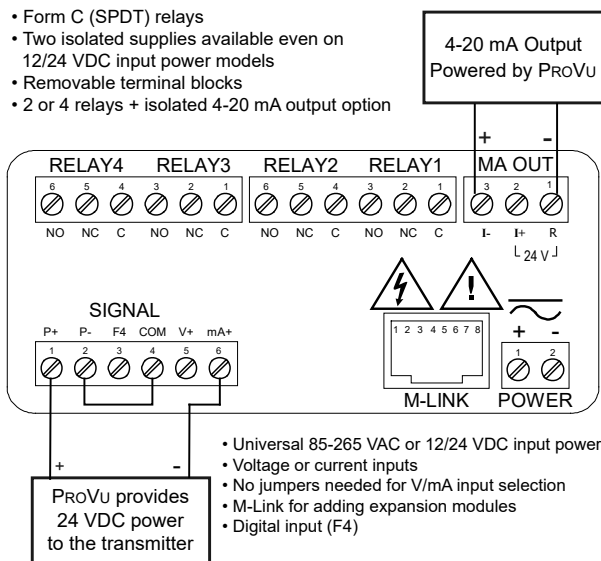 • Form C (SPDT) relays
• Two isolated supplies available even on
12/24 VDC input power models
• Removable terminal blocks
• 2 or 4 relays + isolated 4-20 mA output option
4-20 mA Output
Powered by PROVU
+ -
RELAY4 RELAY3 RELAY2 RELAY1 MA OUT
6 5 4 3 2 1 6 5 4 3 2 1 3 2 1
NO NC C NO NC C NO NC C NO NC C I- I+ R
24 V
SIGNAL
P+ P- F4 COM V+ mA+
1 2 3 4 5 6
1 2 3 4 5 6 7 8
M-LINK
+ -
1 2
POWER
+ -
PROVU provides
24 VDC power
to the transmitter
• Universal 85-265 VAC or 12/24 VDC input power
• Voltage or current inputs
• No jumpers needed for V/mA input selection
• M-Link for adding expansion modules
• Digital input (F4)